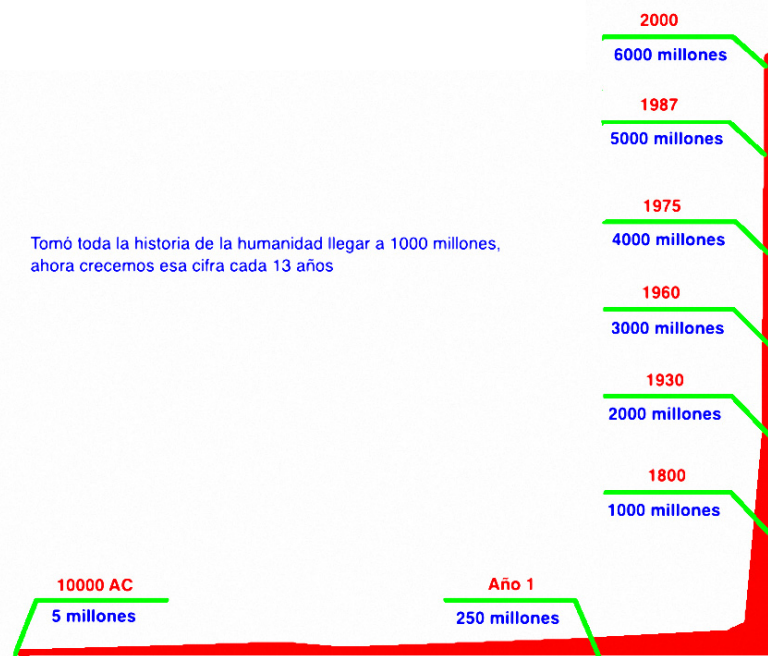 2000
6000 millones
1987
5000 millones
1975
4000 millones
Tomó toda la historia de la humanidad llegar a 1000 millones,
ahora crecemos esa cifra cada 13 años
1960
3000 millones
1930
2000 millones
1800
1000 millones
10000 AC
5 millones
Año 1
250 millones